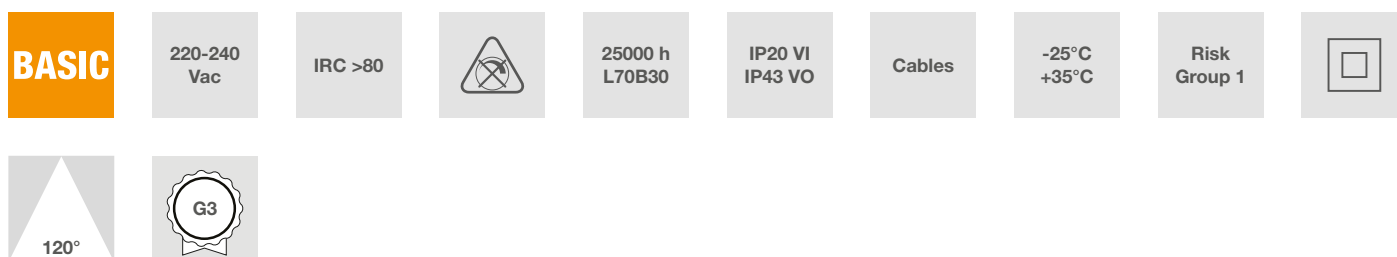 BASIC
220-240
Vac
IRC >80
25000 h
L70B30
IP20 VI
IP43 VO
Cables
-25°C
+35°C
Risk
Group 1
120°
G3